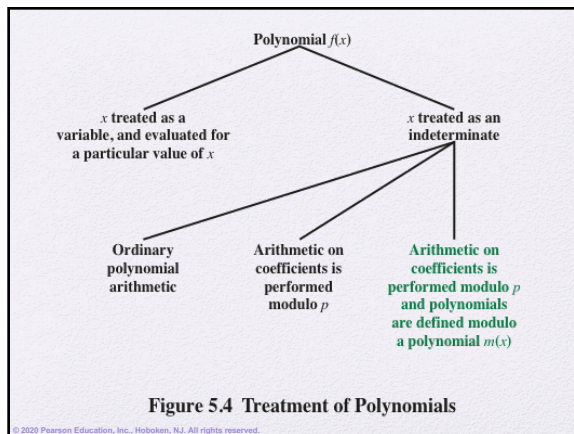 Polynomial f(x)
x treated as a
variable, and evaluated for
a particular value of x
x treated as an
indeterminate
Ordinary
polynomial
arithmetic
Arithmetic on
coefficients is
performed
modulo p
Arithmetic on
coefficients is
performed modulo p
and polynomials
are defined modulo
a polynomial m(x)
Figure 5.4 Treatment of Polynomials
© 2020 Pearson Education, Inc., Hoboken, NJ. All rights reserved.